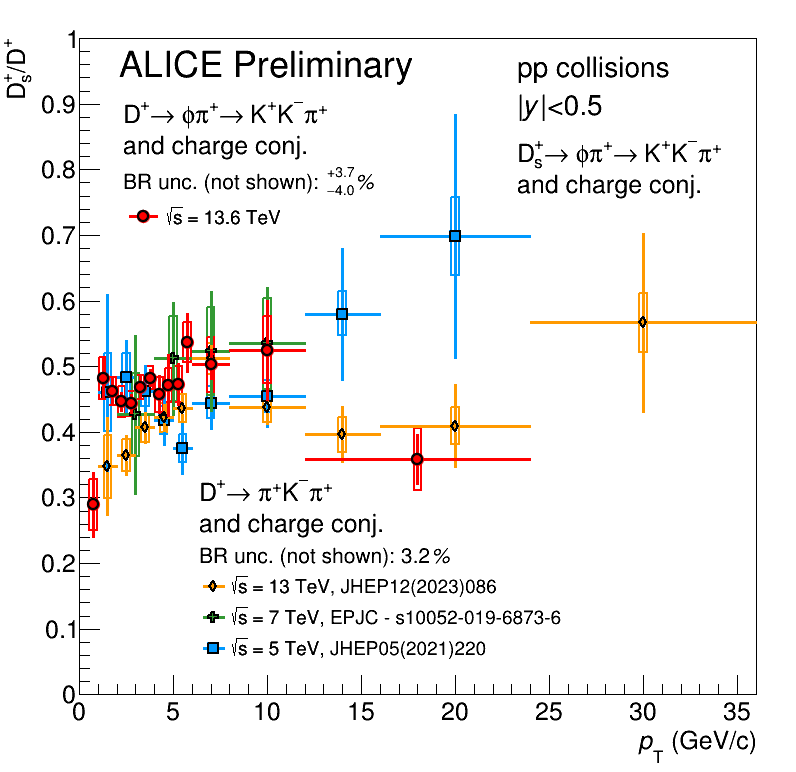 D⁺ₛ/D⁺
ALICE Preliminary
D⁺→ ϕπ⁺→ K⁺K⁻π⁺
and charge conj.
BR unc. (not shown): +3.7 −4.0 %
√s = 13.6 TeV
pp collisions
|y|<0.5
D⁺ₛ→ ϕπ⁺→ K⁺K⁻π⁺
and charge conj.
D⁺→ π⁺K⁻π⁺
and charge conj.
BR unc. (not shown): 3.2%
√s = 13 TeV, JHEP12(2023)086
√s = 7 TeV, EPJC - s10052-019-6873-6
√s = 5 TeV, JHEP05(2021)220
1
0.9
0.8
0.7
0.6
0.5
0.4
0.3
0.2
0.1
0
0 5 10 15 20 25 30 35
p_T (GeV/c)